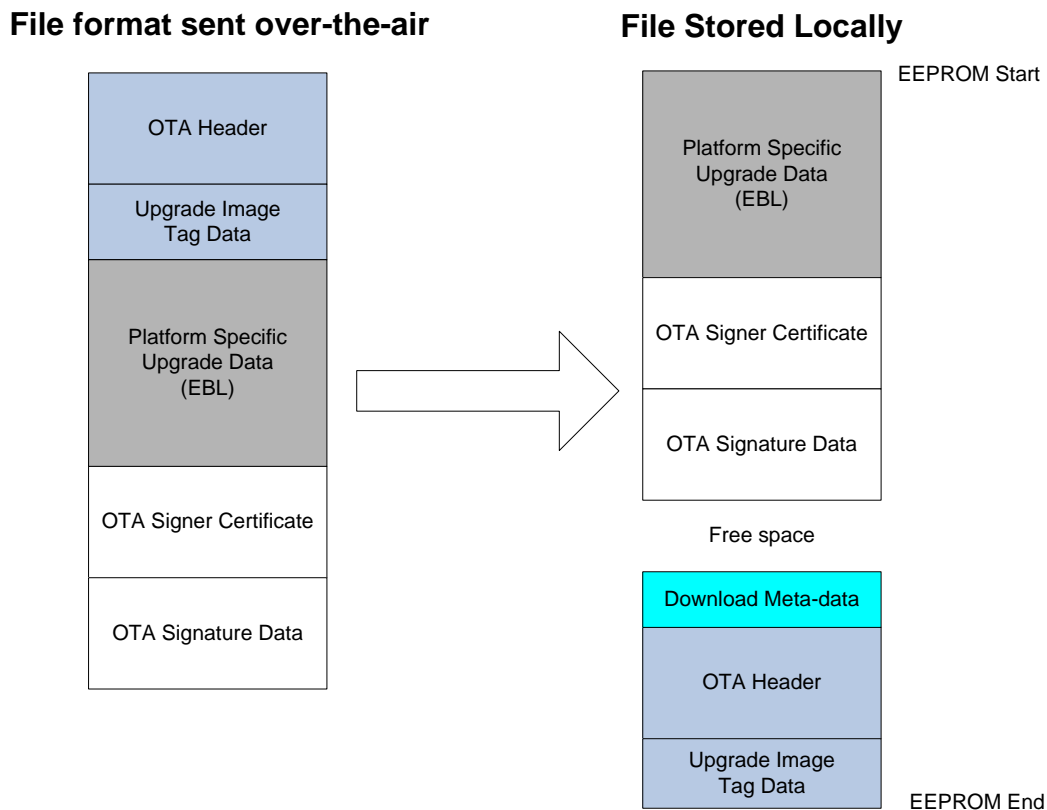 File format sent over-the-air
OTA Header
Upgrade Image
Tag Data
Platform Specific
Upgrade Data
(EBL)
OTA Signer Certificate
OTA Signature Data
File Stored Locally
EEPROM Start
Platform Specific
Upgrade Data
(EBL)
OTA Signer Certificate
OTA Signature Data
Free space
Download Meta-data
OTA Header
Upgrade Image
Tag Data
EEPROM End